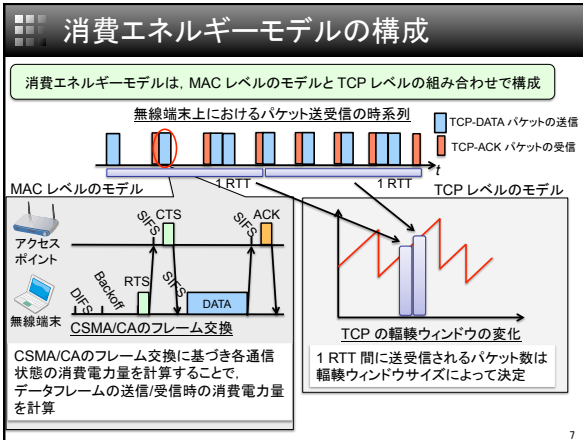 消費エネルギーモデルの構成
消費エネルギーモデルは，MAC レベルのモデルと TCP レベルの組み合わせで構成
無線端末上におけるパケット送受信の時系列
TCP-DATA パケットの送信
TCP-ACK パケットの受信
t
1 RTT
1 RTT
MAC レベルのモデル
TCP レベルのモデル
SIFS
CTS
SIFS
ACK
アクセス
ポイント
DIFS
Backoff
RTS
SIFS
DATA
無線端末
CSMA/CAのフレーム交換
CSMA/CAのフレーム交換に基づき各通信
状態の消費電力量を計算することで，
データフレームの送信/受信時の消費電力量
を計算
TCP の輻輳ウィンドウの変化
1 RTT 間に送受信されるパケット数は
輻輳ウィンドウサイズによって決定
7